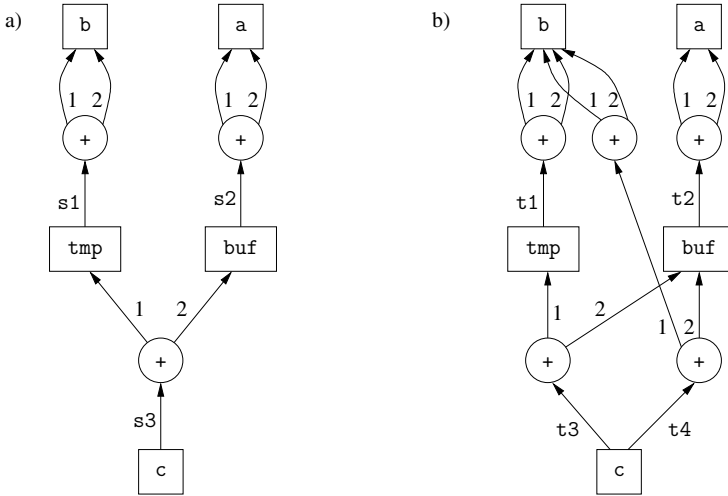 a)
b
a
1 2
1 2
+
+
s1
s2
tmp
buf
1
2
+
s3
c
b)
b
a
1 2
1 2
1 2
+
+
+
t1
t2
tmp
buf
1
2
1
2
+
+
t3
t4
c